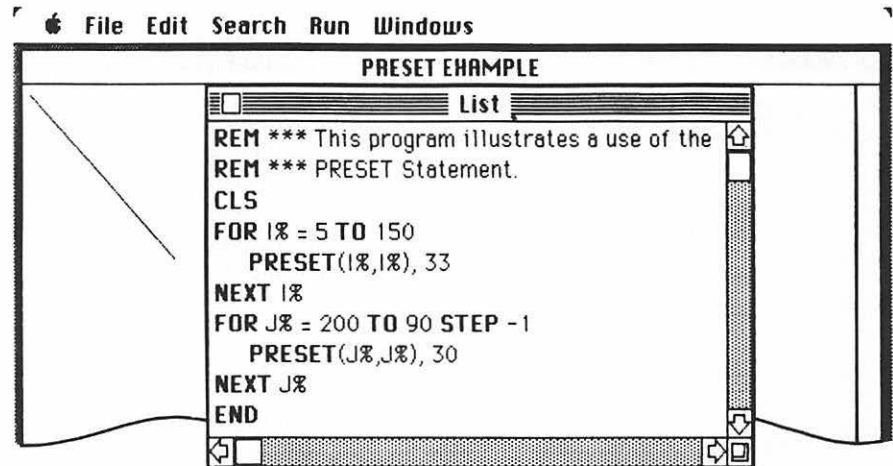 File Edit Search Run Windows
PRESET EXAMPLE
List
REM *** This program illustrates a use of the
REM *** PRESET Statement.
CLS
FOR I% = 5 TO 150
PRESET(I%,I%), 33
NEXT I%
FOR J% = 200 TO 90 STEP -1
PRESET(J%,J%), 30
NEXT J%
END